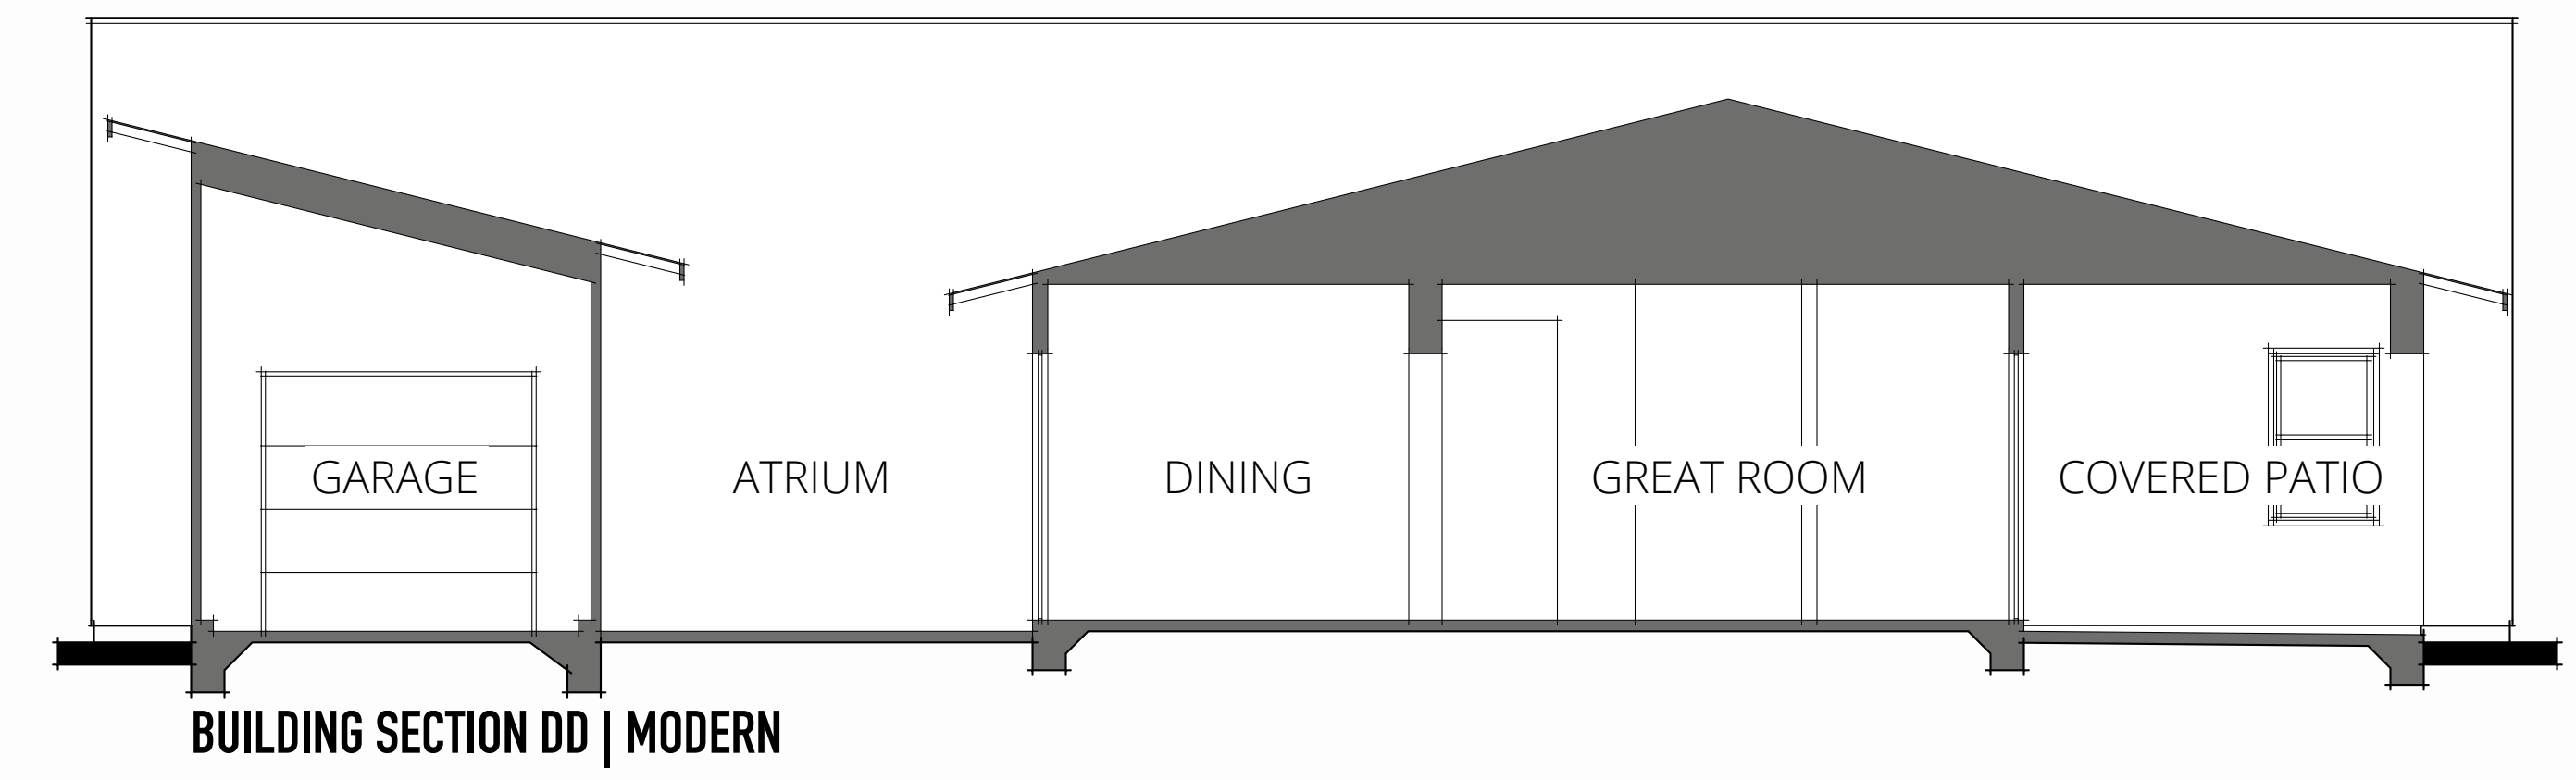 GARAGE
ATRIUM
DINING
GREAT ROOM
COVERED PATIO
BUILDING SECTION DD | MODERN